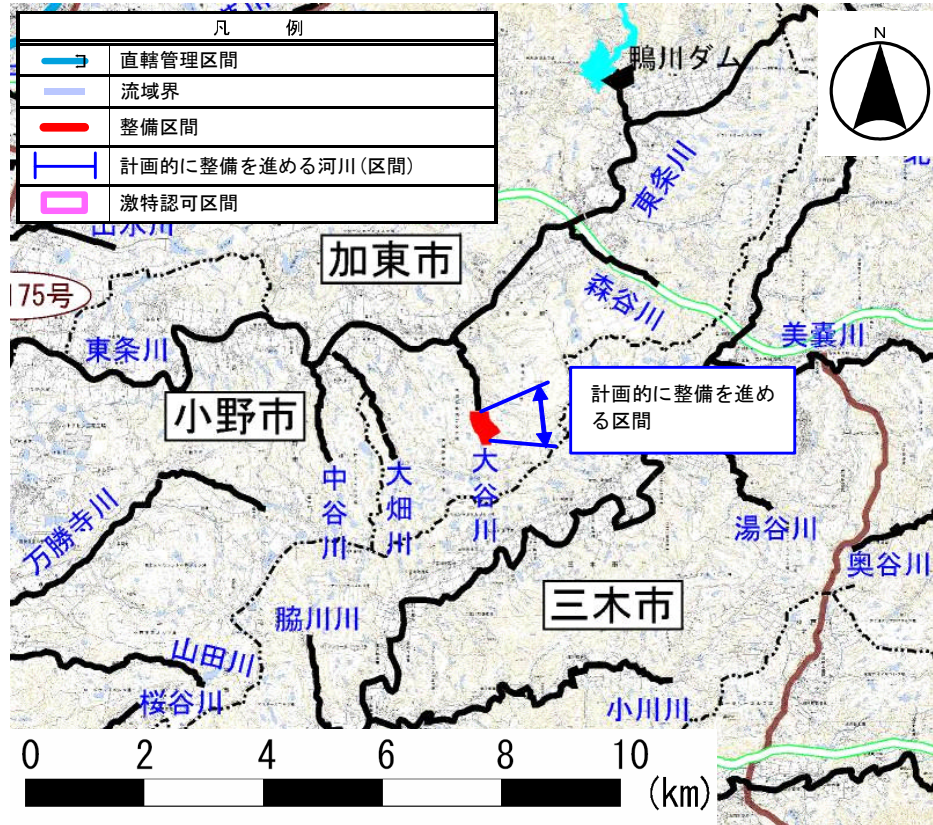 凡 例
直轄管理区間
流域界
整備区間
計画的に整備を進める河川(区間)
激特認可区間
鴨川ダム
N
東条川
加東市
175号
森谷川
美嚢川
東条川
小野市
計画的に整備を進め
る区間
中谷川
大畑川
大谷川
万勝寺川
湯谷川
奥谷川
三木市
脇川川
山田川
桜谷川
小川川
0 2 4 6 8 10
(km)